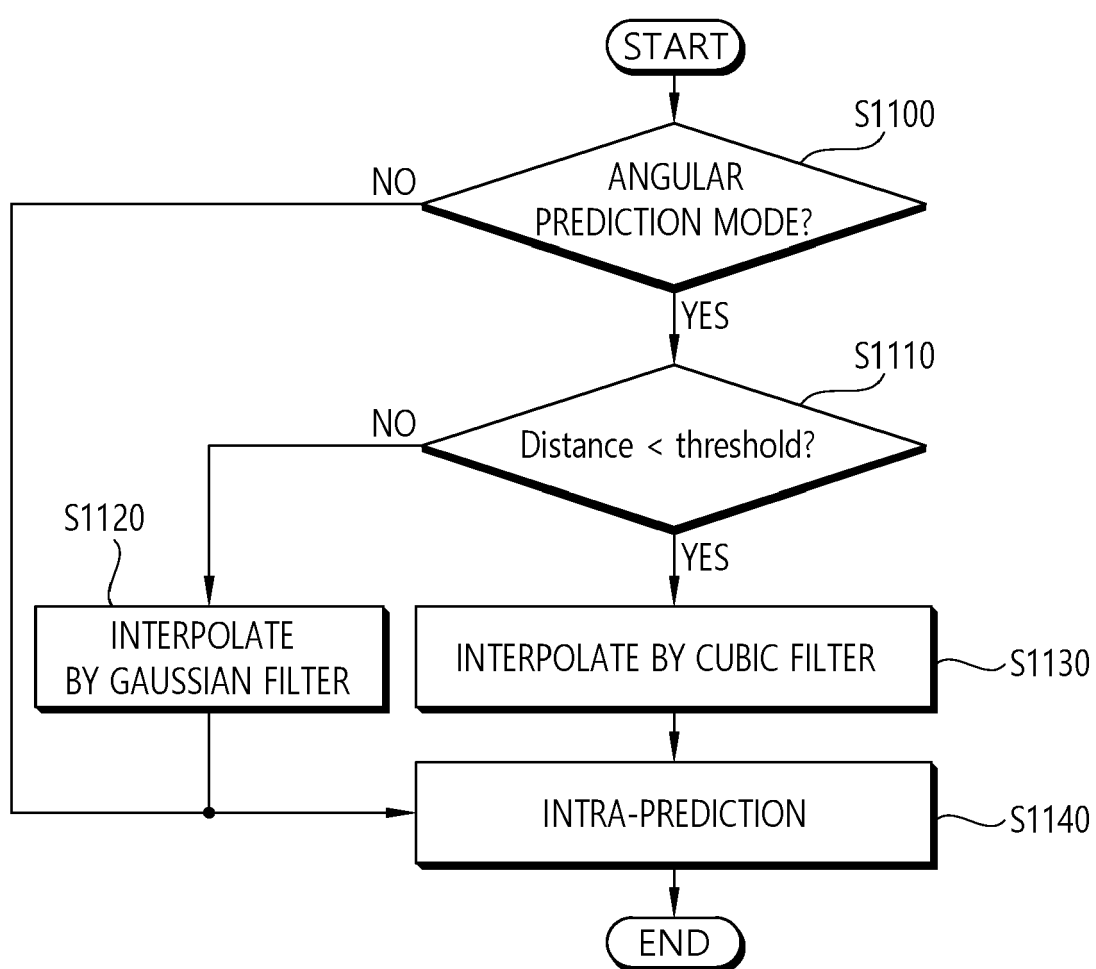 START
S1100
NO
ANGULAR
PREDICTION MODE?
YES
S1110
NO
Distance < threshold?
S1120
YES
INTERPOLATE
BY GAUSSIAN FILTER
INTERPOLATE BY CUBIC FILTER
S1130
INTRA-PREDICTION
S1140
END